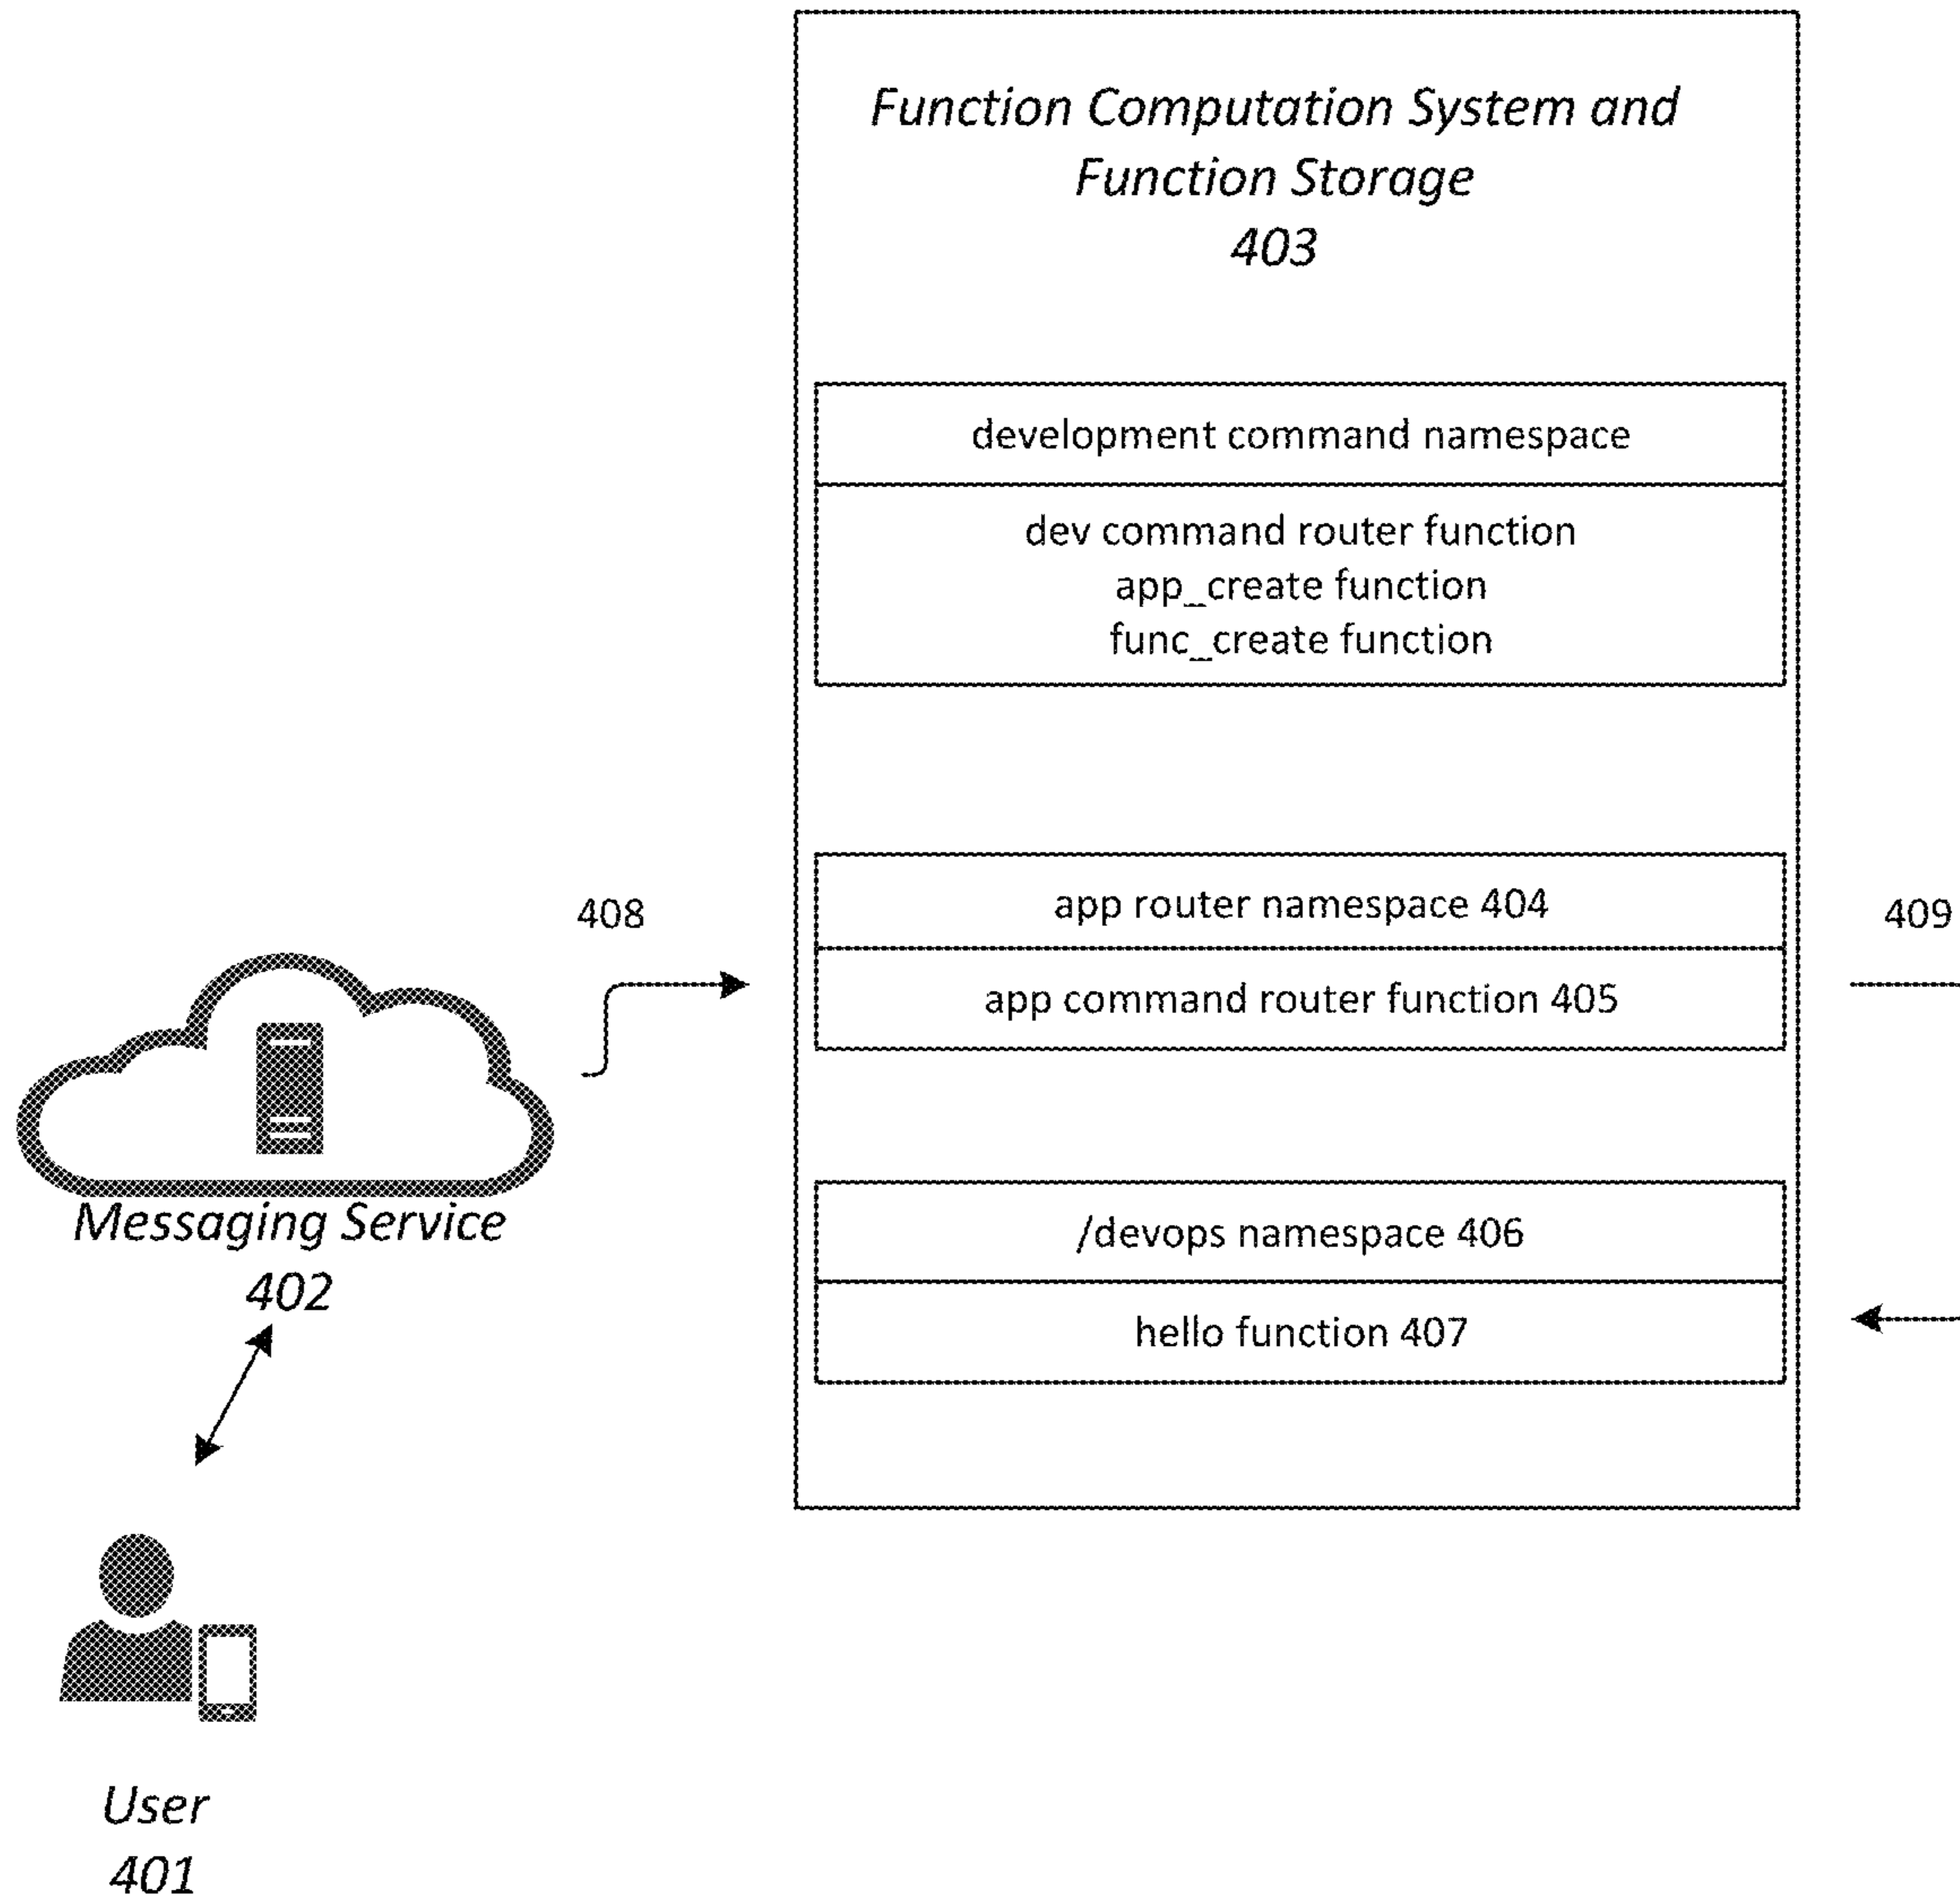 Function Computation System and
Function Storage
403
development command namespace
dev command router function
app_create function
func_create function
408
app router namespace 404
409
app command router function 405
Messaging Service
402
/devops namespace 406
hello function 407
User
401